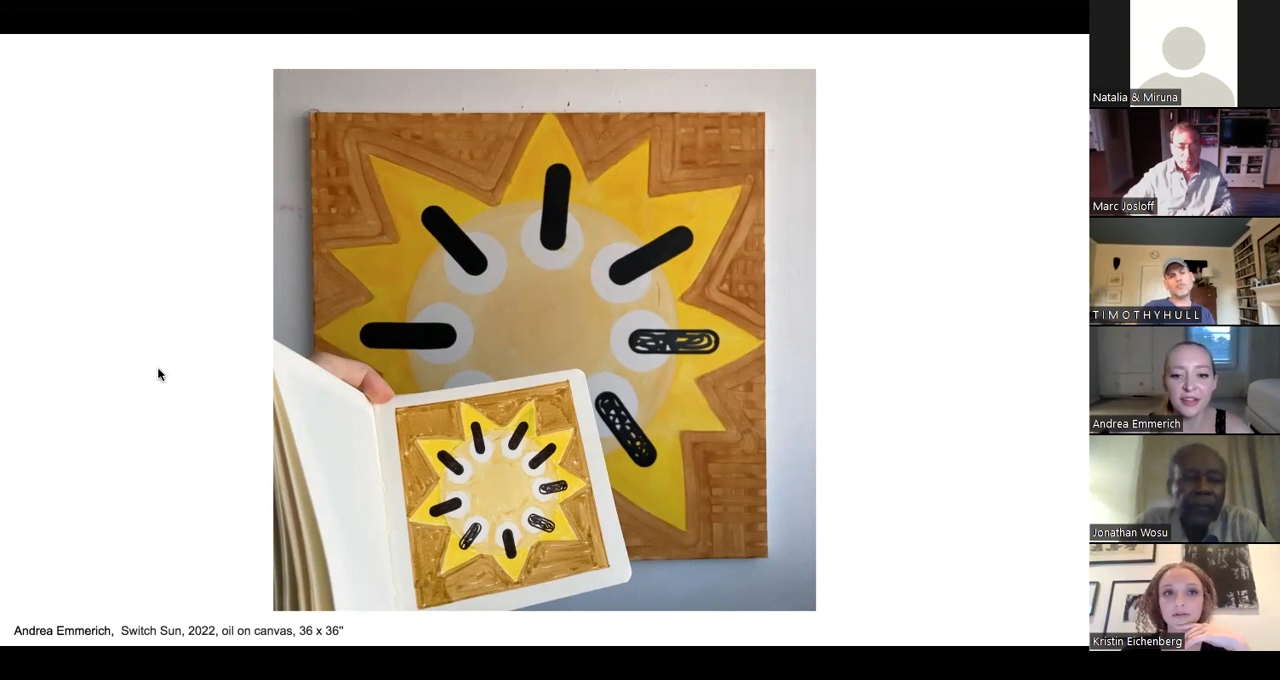 Natalia & Miruna
Marc Josloff
T I M O T H Y H U L L
Andrea Emmerich
Jonathan Wosu
Kristin Eichenberg
Andrea Emmerich, Switch Sun, 2022, oil on canvas, 36 x 36"